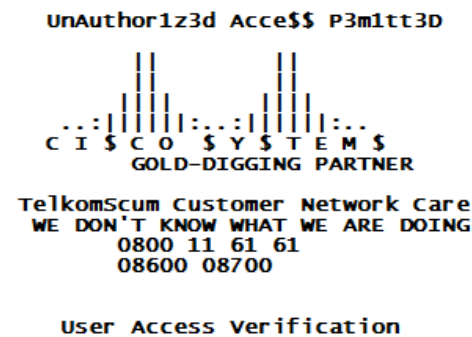 UnAuthor1z3d Acce$$ P3m1tt3D
|| ||
|| ||
|||| ||||
..:||||||:..:||||||:..
C I $ C O $ Y $ T E M $
GOLD-DIGGING PARTNER
TelkomScum Customer Network Care
WE DON'T KNOW WHAT WE ARE DOING
0800 11 61 61
08600 08700
User Access Verification